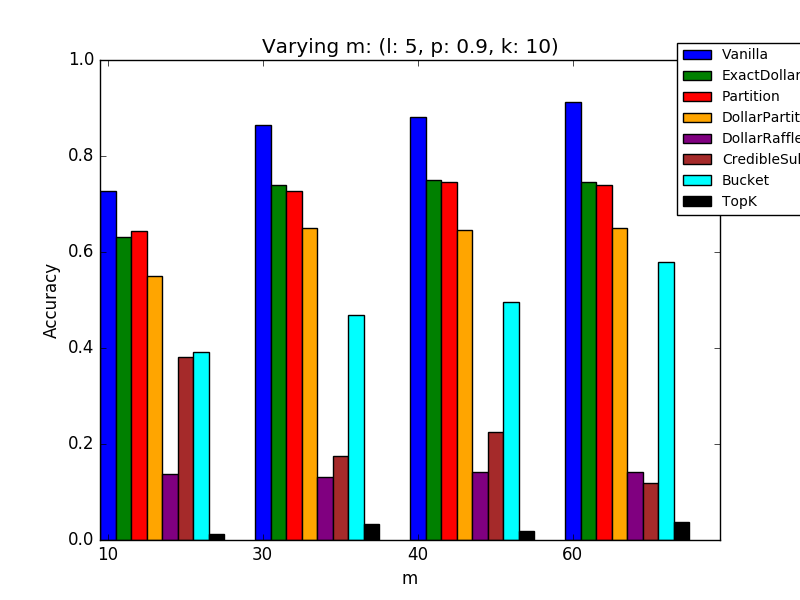 Varying m: (l: 5, p: 0.9, k: 10)
1.0
0.8
0.6
0.4
0.2
0.0
Accuracy
10 30 40 60
m
Vanilla
ExactDollar
Partition
DollarPartit
DollarRaffle
CredibleSu
Bucket
TopK